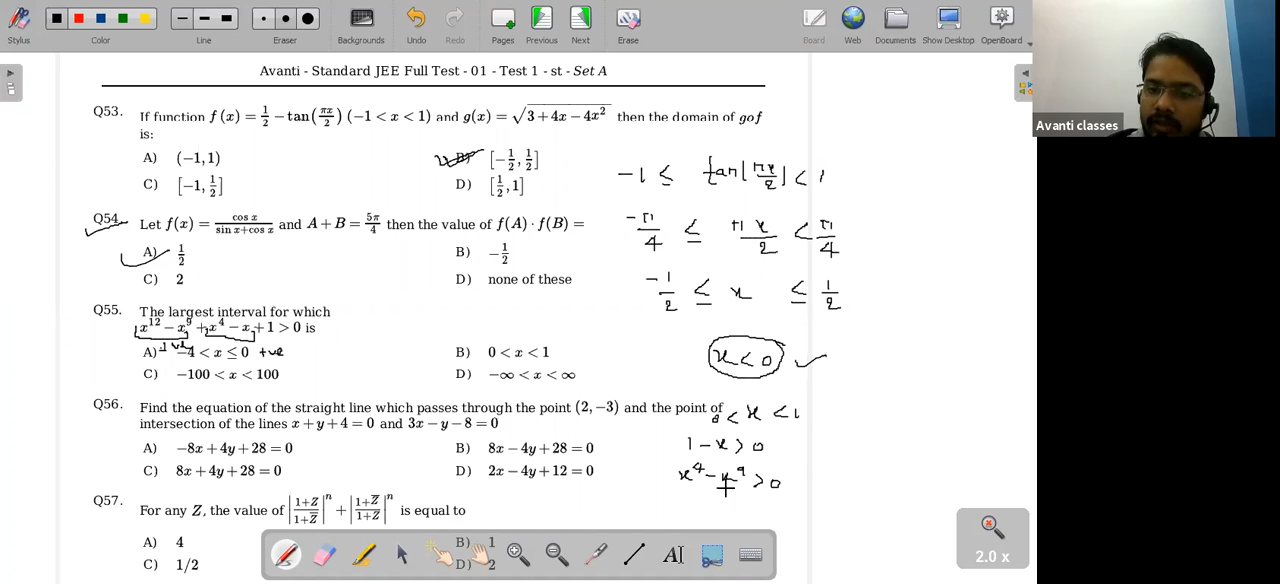 Stylus Color Line Eraser Backgrounds Undo Redo Pages Previous Next Erase Board Web Documents Show Desktop OpenBoard
Avanti - Standard JEE Full Test - 01 - Test 1 - st - Set A
Q53. If function f(x) = 1/2 − tan(πx/2) (−1 < x < 1) and g(x) = √(3 + 4x − 4x²) then the domain of gof
is:
A) (−1, 1) B) [−1/2, 1/2]
C) [−1, 1/2] D) [1/2, 1]
−1 ≤ tan[πx/2] < 1
−π/4 ≤ πx/2 < π/4
−1/2 ≤ x ≤ 1/2
Q54. Let f(x) = cos x/(sin x+cos x) and A + B = 5π/4 then the value of f(A) · f(B) =
A) 1/2 B) −1/2
C) 2 D) none of these
Q55. The largest interval for which
x¹² − x⁹ + x⁴ − x + 1 > 0 is
A) −4 < x ≤ 0 B) 0 < x < 1
C) −100 < x < 100 D) −∞ < x < ∞
+ve +ve
x < 0
0 < x < 1
1 − x > 0
x⁴ − x⁹ > 0
Q56. Find the equation of the straight line which passes through the point (2, −3) and the point of
intersection of the lines x + y + 4 = 0 and 3x − y − 8 = 0
A) −8x + 4y + 28 = 0 B) 8x − 4y + 28 = 0
C) 8x + 4y + 28 = 0 D) 2x − 4y + 12 = 0
Q57. For any Z, the value of |(1+Z)/(1+Z̅)|ⁿ + |(1+Z̅)/(1+Z)|ⁿ is equal to
A) 4 B) 1
C) 1/2 D) 2
2.0 x
Avanti classes